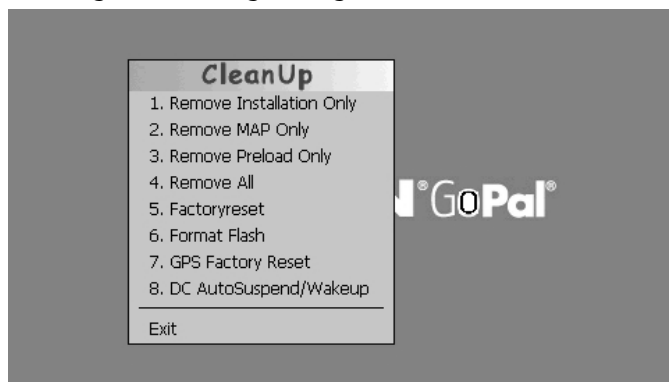 CleanUp
1. Remove Installation Only
2. Remove MAP Only
3. Remove Preload Only
4. Remove All
5. Factoryreset
6. Format Flash
7. GPS Factory Reset
8. DC AutoSuspend/Wakeup
Exit
N®GoPal®